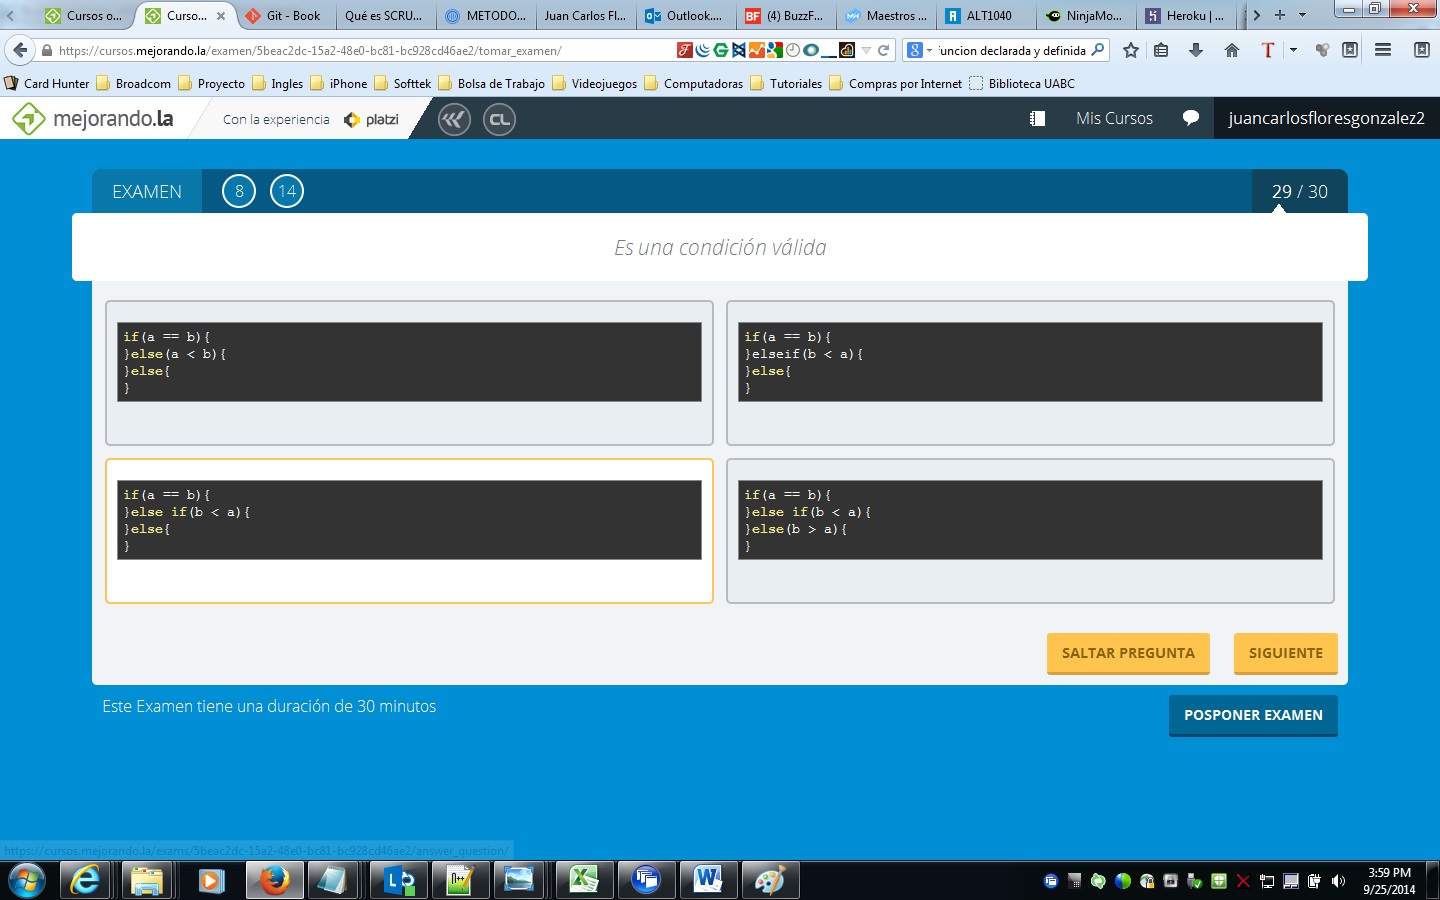 Cursos o...
Cursos...
Git - Book
Qué es SCRU...
METODO...
Juan Carlos Fl...
Outlook....
BF (4) BuzzF...
Maestros ...
A ALT1040
NinjaMo...
Heroku | ...
https://cursos.mejorando.la/examen/5beac2dc-15a2-48e0-bc81-bc928cd46ae2/tomar_examen/
funcion declarada y definida
Card Hunter
Broadcom
Proyecto
Ingles
iPhone
Softtek
Bolsa de Trabajo
Videojuegos
Computadoras
Tutoriales
Compras por Internet
Biblioteca UABC
mejorando.la
Con la experiencia
platzi
CL
Mis Cursos
juancarlosfloresgonzalez2
EXAMEN
8
14
29 / 30
Es una condición válida
if(a == b){
}else(a < b){
}else{
}
if(a == b){
}elseif(b < a){
}else{
}
if(a == b){
}else if(b < a){
}else{
}
if(a == b){
}else if(b < a){
}else(b > a){
}
SALTAR PREGUNTA
SIGUIENTE
Este Examen tiene una duración de 30 minutos
POSPONER EXAMEN
https://cursos.mejorando.la/exams/5beac2dc-15a2-48e0-bc81-bc928cd46ae2/answer_question/
3:59 PM
9/25/2014